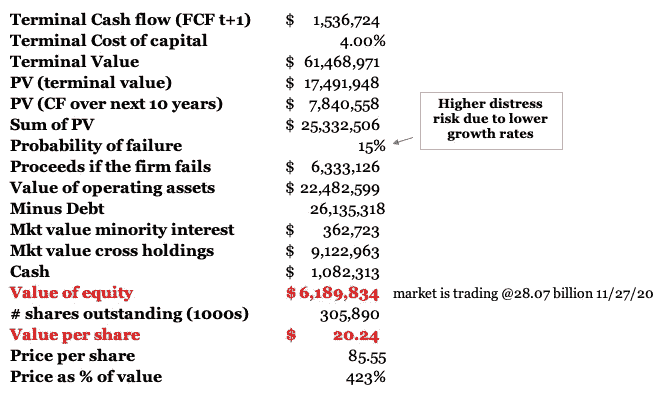 Terminal Cash flow (FCF t+1) $ 1,536,724
Terminal Cost of capital 4.00%
Terminal Value $ 61,468,971
PV (terminal value) $ 17,491,948
PV (CF over next 10 years) $ 7,840,558
Sum of PV $ 25,332,506
Probability of failure 15%
Higher distress
risk due to lower
growth rates
Proceeds if the firm fails $ 6,333,126
Value of operating assets $ 22,482,599
Minus Debt 26,135,318
Mkt value minority interest $ 362,723
Mkt value cross holdings $ 9,122,963
Cash $ 1,082,313
Value of equity $ 6,189,834 market is trading @28.07 billion 11/27/20
# shares outstanding (1000s) 305,890
Value per share $ 20.24
Price per share 85.55
Price as % of value 423%